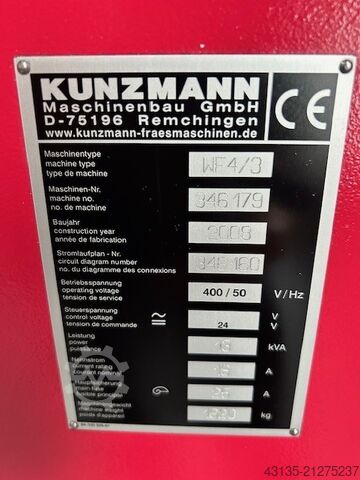 KUNZMANN
Maschinenbau GmbH
D-75196 Remchingen
www.kunzmann-fraesmaschinen.de
CE
Maschinentype
machine type
type de machine
WF4/3
Maschinen-Nr.
machine no.
no. de machine
346179
Baujahr
construction year
année de fabrication
2008
Stromlaufplan - Nr.
circuit diagram number
no. du diagramme des connexions
346160
Betriebsspannung
operating voltage
tension de service
400/50 V/Hz
Steuerspannung
control voltage
tension de commande
24
V
V
Leistung
power
puissance
kVA
Nennstrom
current rating
courant nominal
A
Hauptsicherung
main fuse
fusible principal
A
Maschinengewicht
machine weight
poids d'appareil
kg
43135-21275237